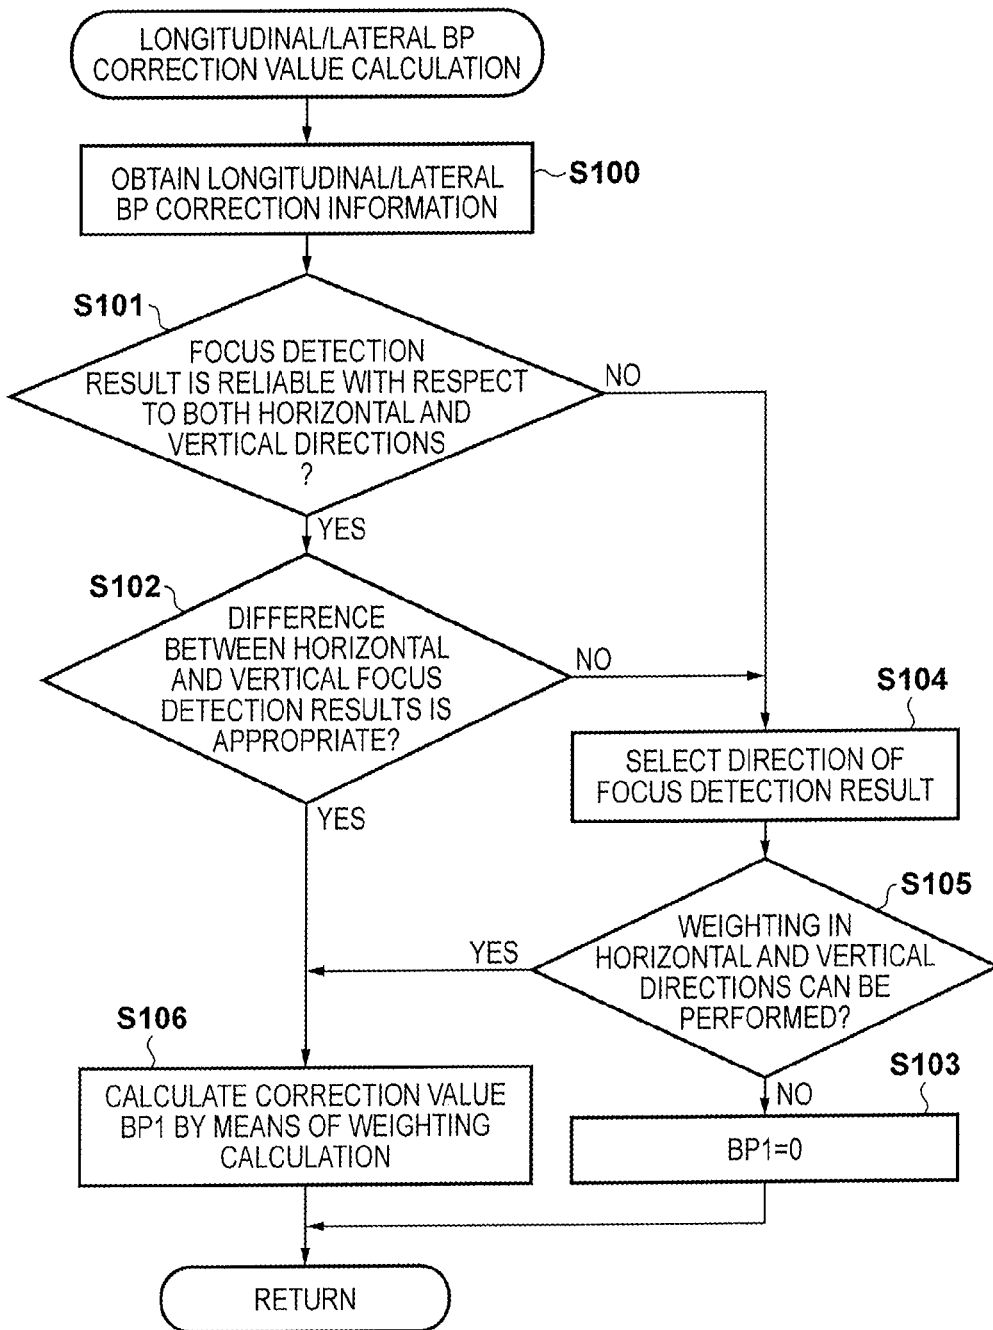 LONGITUDINAL/LATERAL BP
CORRECTION VALUE CALCULATION
S100
OBTAIN LONGITUDINAL/LATERAL
BP CORRECTION INFORMATION
S101
FOCUS DETECTION
RESULT IS RELIABLE WITH RESPECT
TO BOTH HORIZONTAL AND
VERTICAL DIRECTIONS
?
NO
YES
S102
DIFFERENCE
BETWEEN HORIZONTAL
AND VERTICAL FOCUS
DETECTION RESULTS IS
APPROPRIATE?
NO
YES
S104
SELECT DIRECTION OF
FOCUS DETECTION RESULT
S105
WEIGHTING IN
HORIZONTAL AND VERTICAL
DIRECTIONS CAN BE
PERFORMED?
YES
NO
S106
CALCULATE CORRECTION VALUE
BP1 BY MEANS OF WEIGHTING
CALCULATION
S103
BP1=0
RETURN